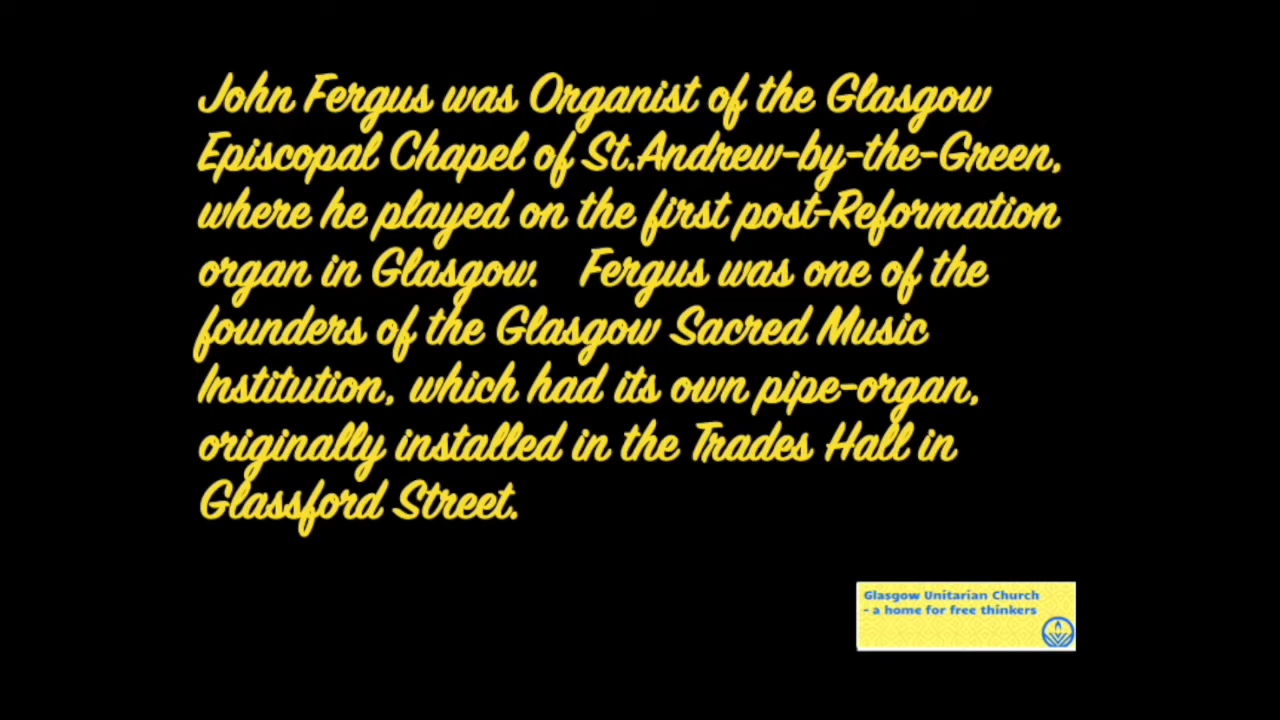 John Fergus was Organist of the Glasgow
Episcopal Chapel of St.Andrew-by-the-Green,
where he played on the first post-Reformation
organ in Glasgow. Fergus was one of the
founders of the Glasgow Sacred Music
Institution, which had its own pipe-organ,
originally installed in the Trades Hall in
Glassford Street.
Glasgow Unitarian Church
- a home for free thinkers